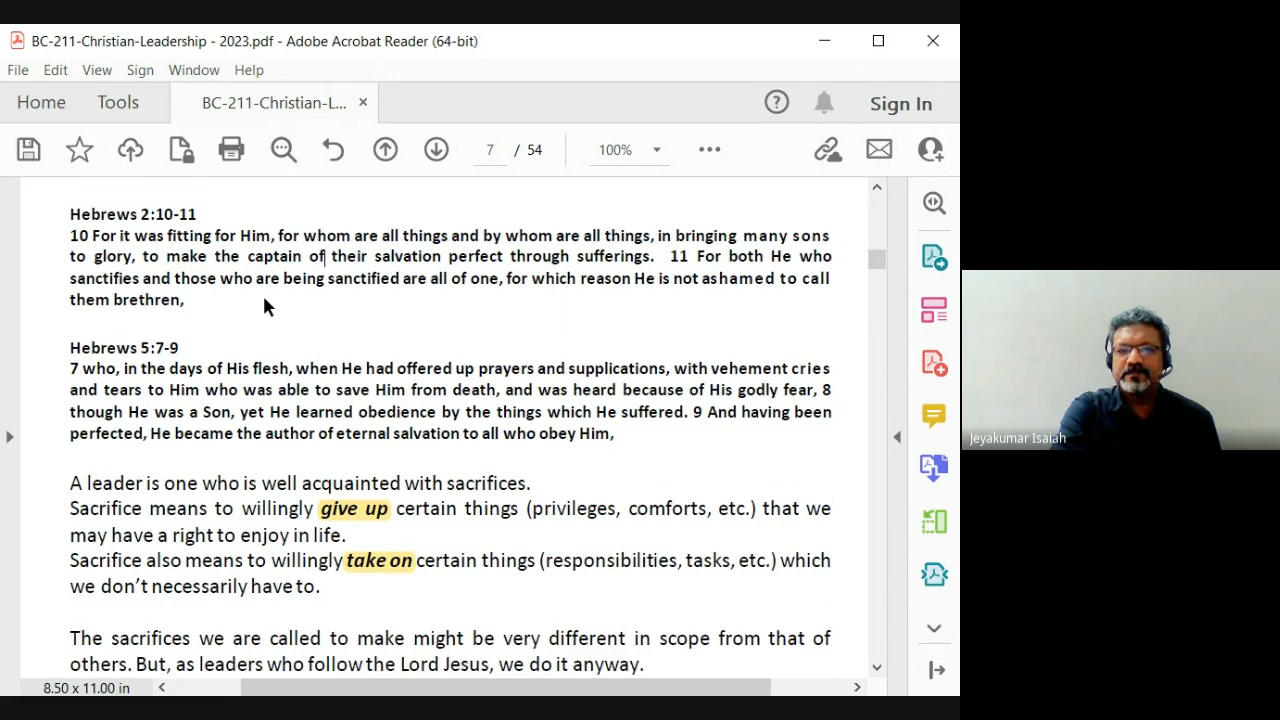 BC-211-Christian-Leadership - 2023.pdf - Adobe Acrobat Reader (64-bit)
File Edit View Sign Window Help
Home Tools BC-211-Christian-L... × Sign In
7 / 54 100%
Hebrews 2:10-11
10 For it was fitting for Him, for whom are all things and by whom are all things, in bringing many sons
to glory, to make the captain of their salvation perfect through sufferings. 11 For both He who
sanctifies and those who are being sanctified are all of one, for which reason He is not ashamed to call
them brethren,
Hebrews 5:7-9
7 who, in the days of His flesh, when He had offered up prayers and supplications, with vehement cries
and tears to Him who was able to save Him from death, and was heard because of His godly fear, 8
though He was a Son, yet He learned obedience by the things which He suffered. 9 And having been
perfected, He became the author of eternal salvation to all who obey Him,
A leader is one who is well acquainted with sacrifices.
Sacrifice means to willingly give up certain things (privileges, comforts, etc.) that we
may have a right to enjoy in life.
Sacrifice also means to willingly take on certain things (responsibilities, tasks, etc.) which
we don't necessarily have to.
The sacrifices we are called to make might be very different in scope from that of
others. But, as leaders who follow the Lord Jesus, we do it anyway.
8.50 x 11.00 in
Jeyakumar Isaiah